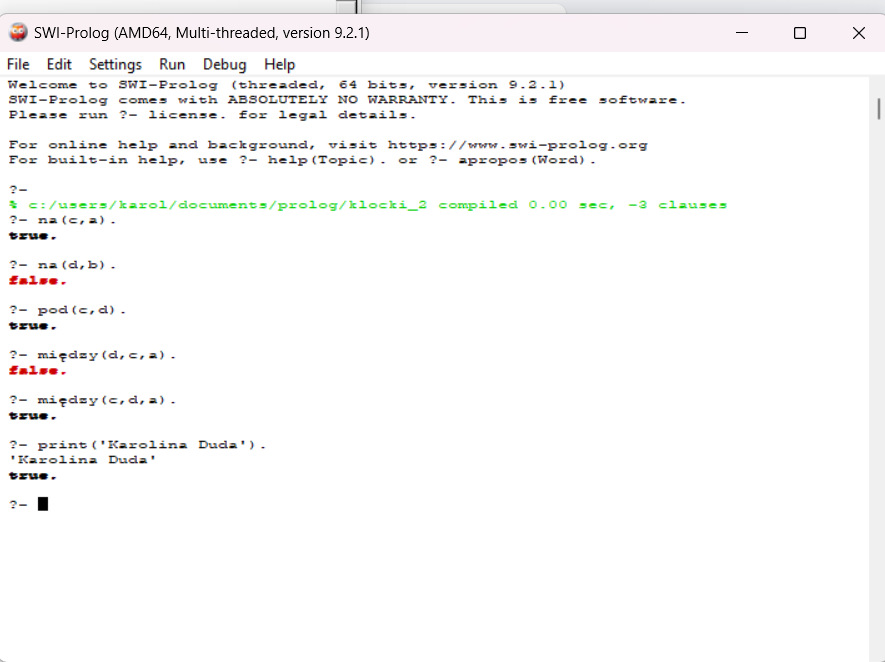 SWI-Prolog (AMD64, Multi-threaded, version 9.2.1)
File Edit Settings Run Debug Help
Welcome to SWI-Prolog (threaded, 64 bits, version 9.2.1)
SWI-Prolog comes with ABSOLUTELY NO WARRANTY. This is free software.
Please run ?- license. for legal details.
For online help and background, visit https://www.swi-prolog.org
For built-in help, use ?- help(Topic). or ?- apropos(Word).
?-
% c:/users/karol/documents/prolog/klocki_2 compiled 0.00 sec, -3 clauses
?- na(c,a).
true.
?- na(d,b).
false.
?- pod(c,d).
true.
?- między(d,c,a).
false.
?- między(c,d,a).
true.
?- print('Karolina Duda').
'Karolina Duda'
true.
?-